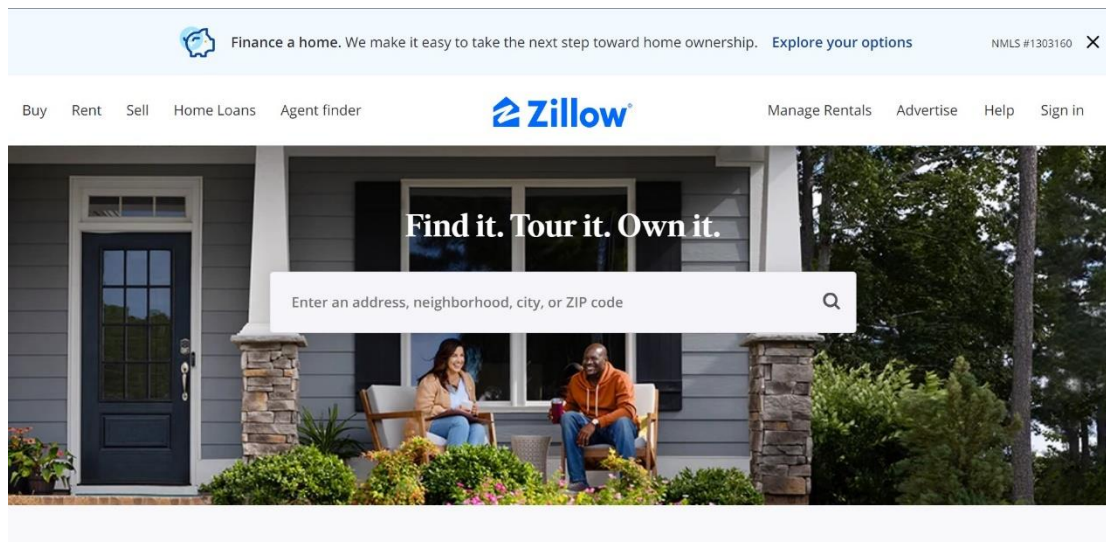 Finance a home. We make it easy to take the next step toward home ownership. Explore your options NMLS #1303160
Buy Rent Sell Home Loans Agent finder Zillow Manage Rentals Advertise Help Sign in
Find it. Tour it. Own it.
Enter an address, neighborhood, city, or ZIP code